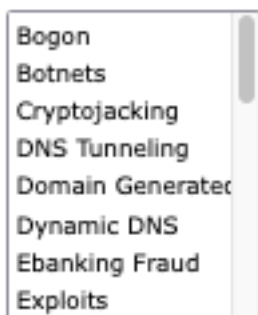 Bogon
Botnets
Cryptojacking
DNS Tunneling
Domain Generated
Dynamic DNS
Ebanking Fraud
Exploits